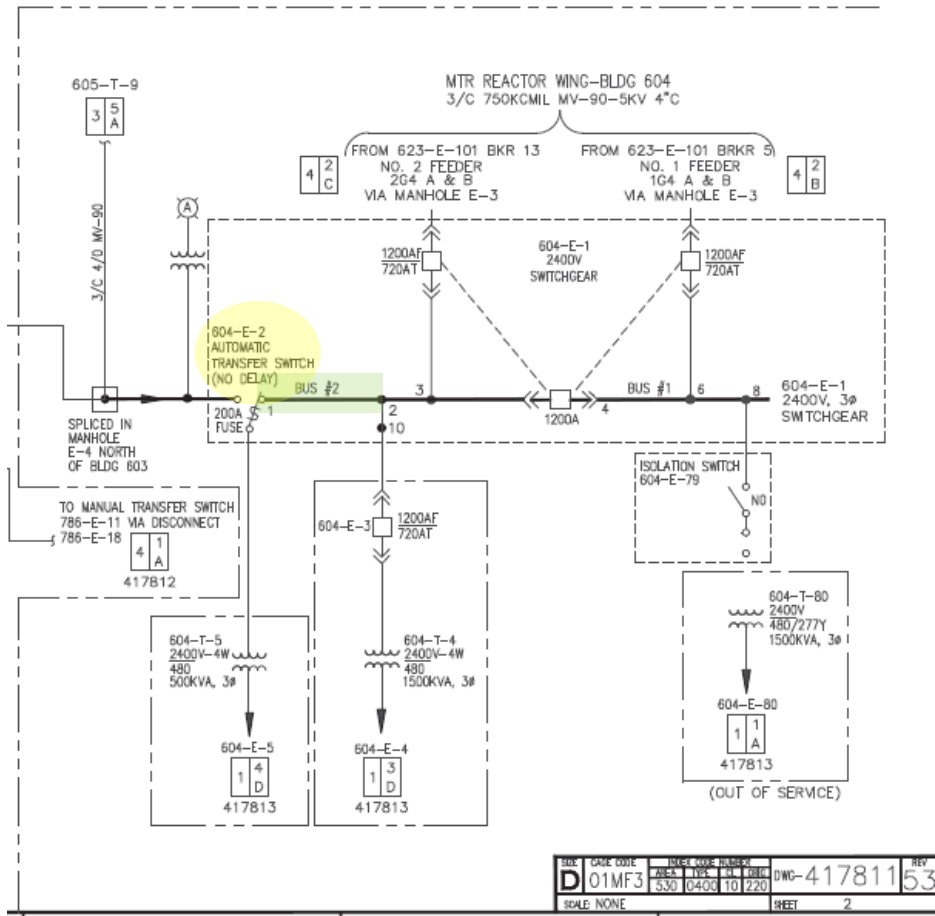 605-T-9
3 5
A
3/C 4/0 MV-90
A
MTR REACTOR WING-BLDG 604
3/C 750KCMIL MV-90-5KV 4"C
4 2
C
FROM 623-E-101 BKR 13
NO. 2 FEEDER
2G4 A & B
VIA MANHOLE E-3
FROM 623-E-101 BRKR 5
NO. 1 FEEDER
1G4 A & B
VIA MANHOLE E-3
4 2
B
1200AF
720AT
604-E-1
2400V
SWITCHGEAR
1200AF
720AT
604-E-2
AUTOMATIC
TRANSFER SWITCH
(NO DELAY)
BUS #2
3
BUS #1
6
8
604-E-1
2400V, 3ø
SWITCHGEAR
200A
FUSE
1
2
10
1200A
4
SPLICED IN
MANHOLE
E-4 NORTH
OF BLDG 603
ISOLATION SWITCH
604-E-79
NO
TO MANUAL TRANSFER SWITCH
786-E-11 VIA DISCONNECT
786-E-18
4 1
A
417812
604-E-3
1200AF
720AT
604-T-5
2400V-4W
480
500KVA, 3ø
604-T-4
2400V-4W
480
1500KVA, 3ø
604-T-80
2400V
480/277Y
1500KVA, 3ø
604-E-5
1 4
D
417813
604-E-4
1 3
D
417813
604-E-80
1 1
A
417813
(OUT OF SERVICE)
SIZE
D
CAGE CODE
01MF3
INDEX CODE NUMBER
AREA TYPE CL ORIG
530 0400 10 220
DWG-417811
REV
53
SCALE: NONE
SHEET 2